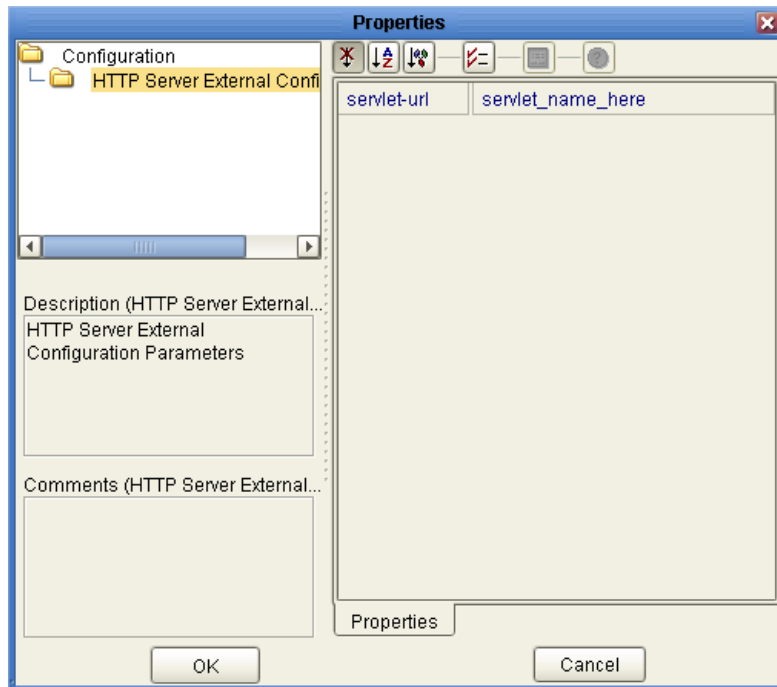 Properties
Configuration
HTTP Server External Confi
servlet-url servlet_name_here
Description (HTTP Server External...
HTTP Server External
Configuration Parameters
Comments (HTTP Server External...
Properties
OK
Cancel